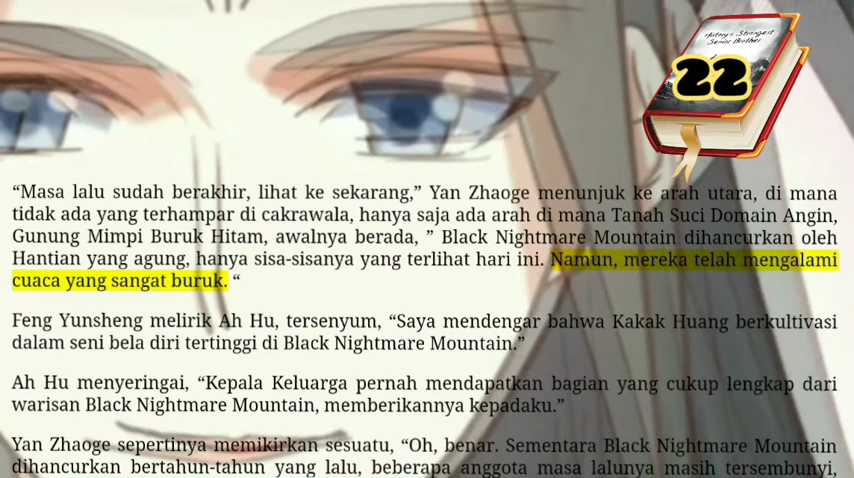 History's Strongest
Senior Brother
22
“Masa lalu sudah berakhir, lihat ke sekarang,” Yan Zhaoge menunjuk ke arah utara, di mana
tidak ada yang terhampar di cakrawala, hanya saja ada arah di mana Tanah Suci Domain Angin,
Gunung Mimpi Buruk Hitam, awalnya berada, ” Black Nightmare Mountain dihancurkan oleh
Hantian yang agung, hanya sisa-sisanya yang terlihat hari ini. Namun, mereka telah mengalami
cuaca yang sangat buruk. “
Feng Yunsheng melirik Ah Hu, tersenyum, “Saya mendengar bahwa Kakak Huang berkultivasi
dalam seni bela diri tertinggi di Black Nightmare Mountain.”
Ah Hu menyeringai, “Kepala Keluarga pernah mendapatkan bagian yang cukup lengkap dari
warisan Black Nightmare Mountain, memberikannya kepadaku.”
Yan Zhaoge sepertinya memikirkan sesuatu, “Oh, benar. Sementara Black Nightmare Mountain
dihancurkan bertahun-tahun yang lalu, beberapa anggota masa lalunya masih tersembunyi,